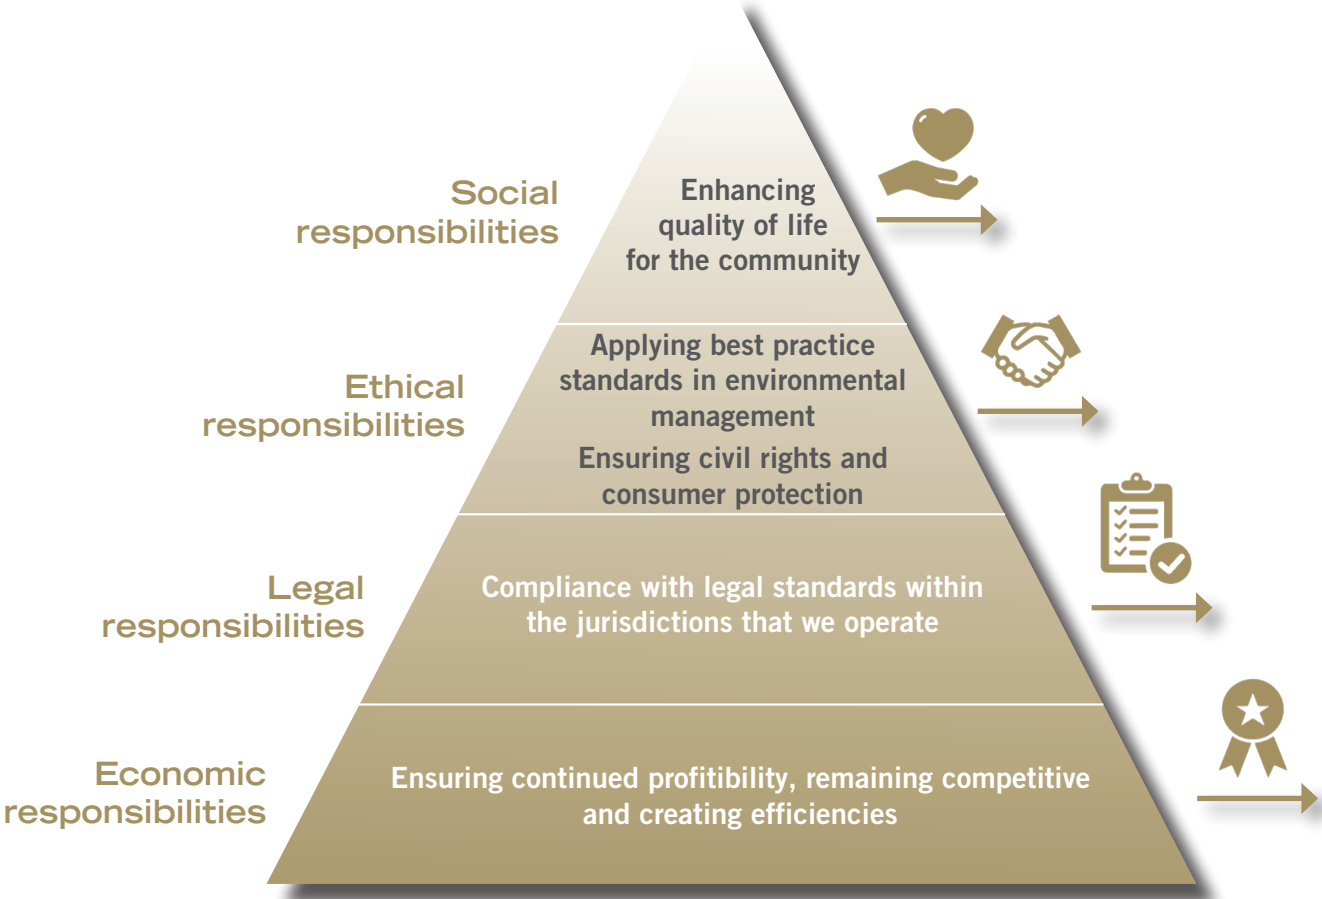 Social
responsibilities
Enhancing
quality of life
for the community
Ethical
responsibilities
Applying best practice
standards in environmental
management
Ensuring civil rights and
consumer protection
Legal
responsibilities
Compliance with legal standards within
the jurisdictions that we operate
Economic
responsibilities
Ensuring continued profitibility, remaining competitive
and creating efficiencies